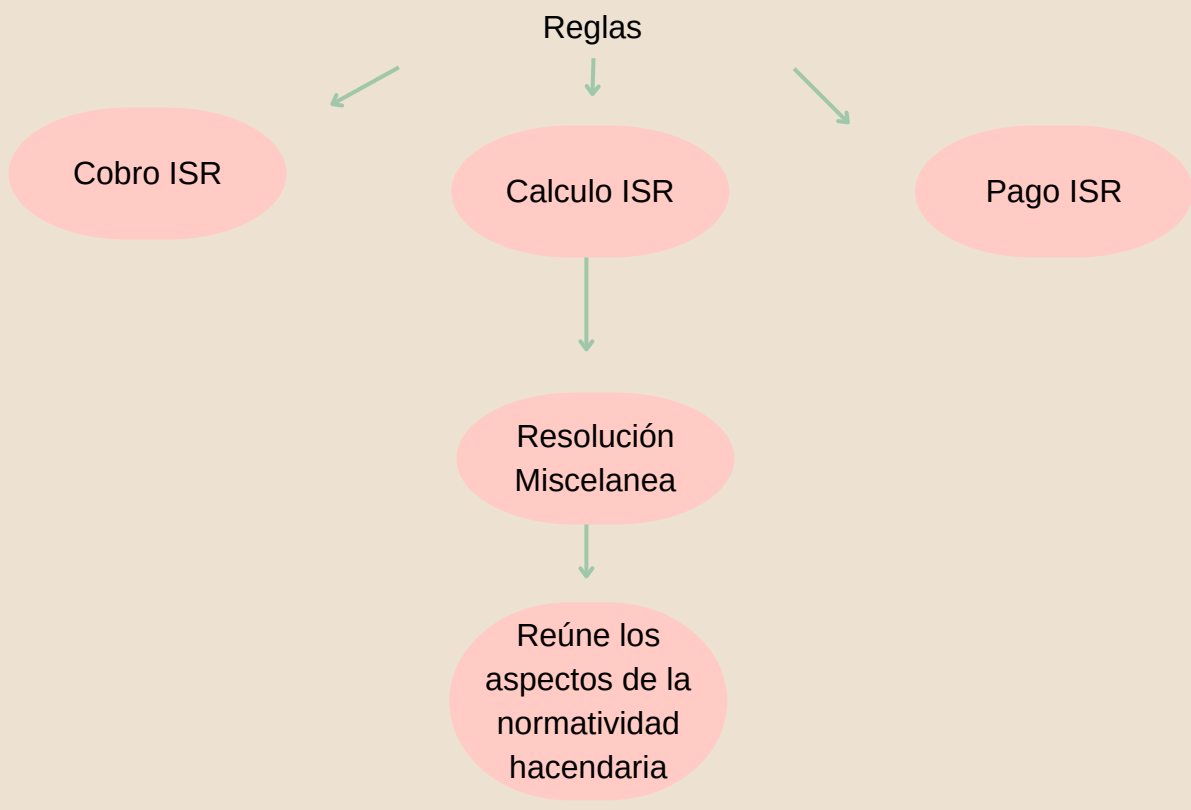 Reglas
Cobro ISR
Calculo ISR
Pago ISR
Resolución
Miscelanea
Reúne los
aspectos de la
normatividad
hacendaria